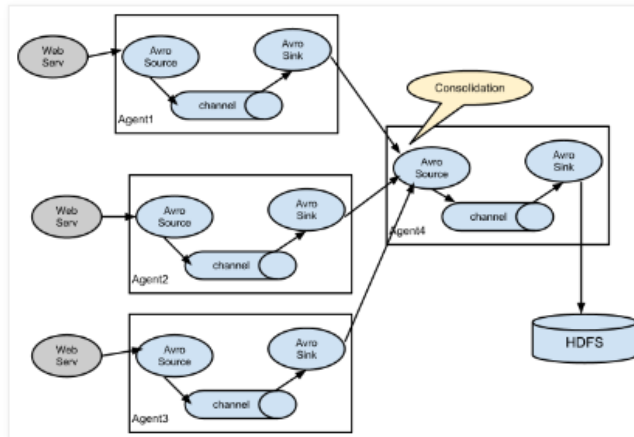 Web
Serv
Avro
Source
Avro
Sink
channel
Agent1
Consolidation
Web
Serv
Avro
Source
Avro
Sink
channel
Agent2
Avro
Source
Avro
Sink
channel
Agent4
Web
Serv
Avro
Source
Avro
Sink
channel
Agent3
HDFS